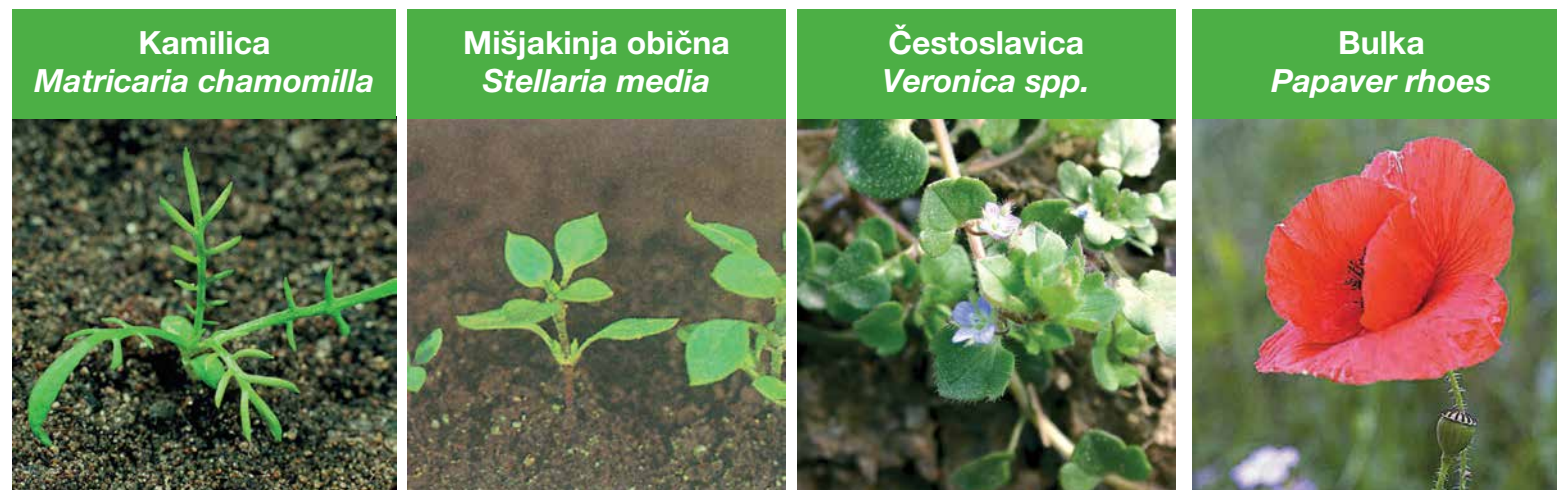 Kamilica
Matricaria chamomilla
Mišjakinja obična
Stellaria media
Čestoslavica
Veronica spp.
Bulka
Papaver rhoes